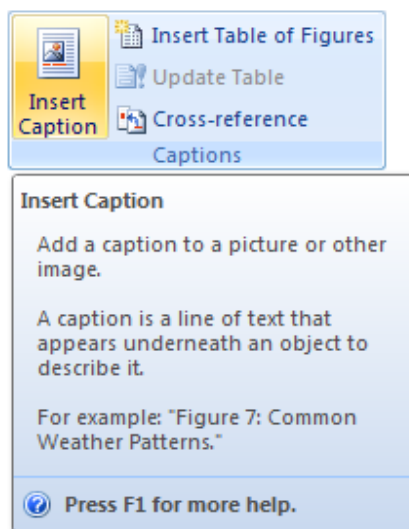 Insert Table of Figures
Update Table
Insert
Caption
Cross-reference
Captions
Insert Caption
Add a caption to a picture or other
image.
A caption is a line of text that
appears underneath an object to
describe it.
For example: "Figure 7: Common
Weather Patterns."
Press F1 for more help.